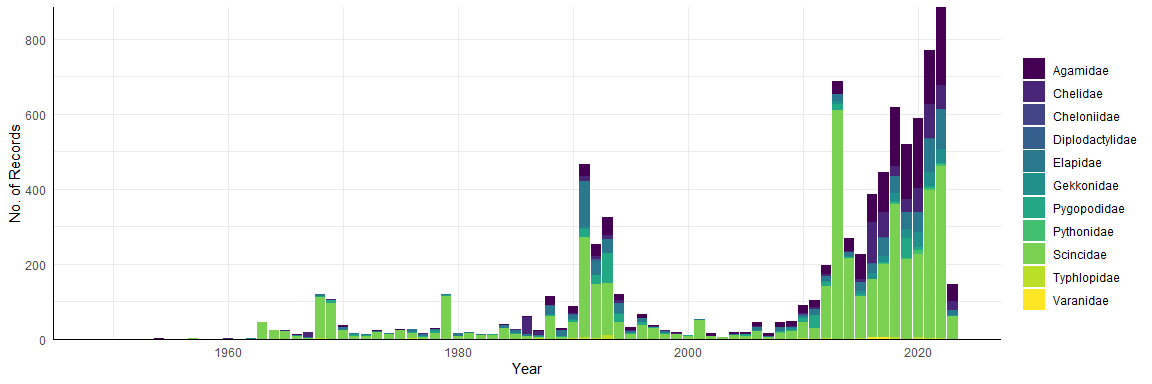 800
600
400
200
0
No. of Records
1960
1980
2000
2020
Year
Agamidae
Chelidae
Cheloniidae
Diplodactylidae
Elapidae
Gekkonidae
Pygopodidae
Pythonidae
Scincidae
Typhlopidae
Varanidae